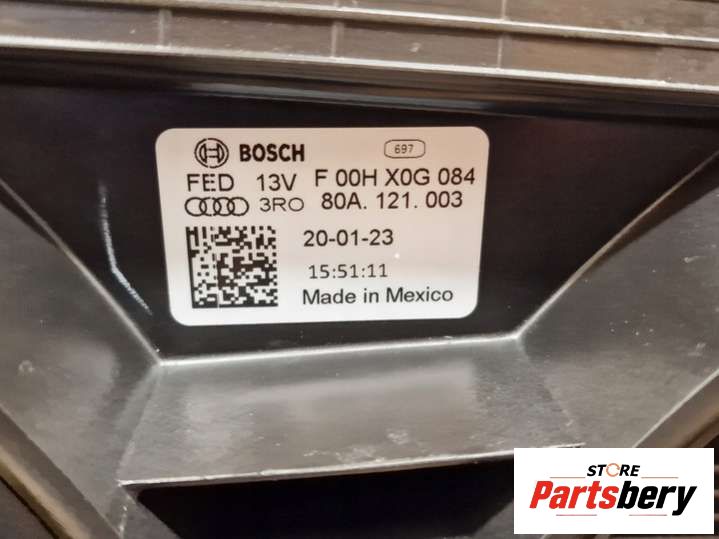 BOSCH 697
FED 13V F 00H X0G 084
3RO 80A. 121. 003
20-01-23
15:51:11
Made in Mexico
STORE
Partsbery